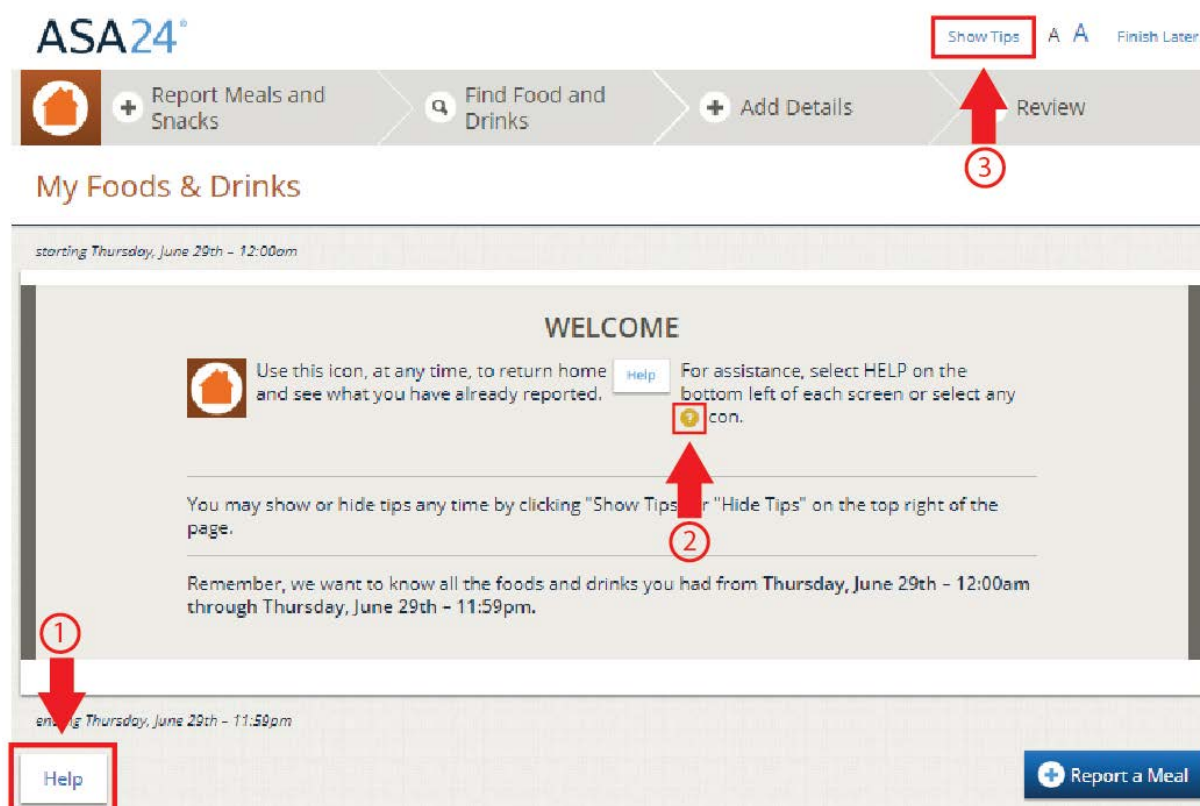 ASA24®
Show Tips A A Finish Later
Report Meals and
Snacks
Find Food and
Drinks
Add Details
Review
3
My Foods & Drinks
starting Thursday, June 29th – 12:00am
WELCOME
Use this icon, at any time, to return home
and see what you have already reported.
Help
For assistance, select HELP on the
bottom left of each screen or select any
? icon.
You may show or hide tips any time by clicking "Show Tips" or "Hide Tips" on the top right of the
page.
2
Remember, we want to know all the foods and drinks you had from Thursday, June 29th – 12:00am
through Thursday, June 29th – 11:59pm.
1
ending Thursday, June 29th – 11:59pm
Help
Report a Meal